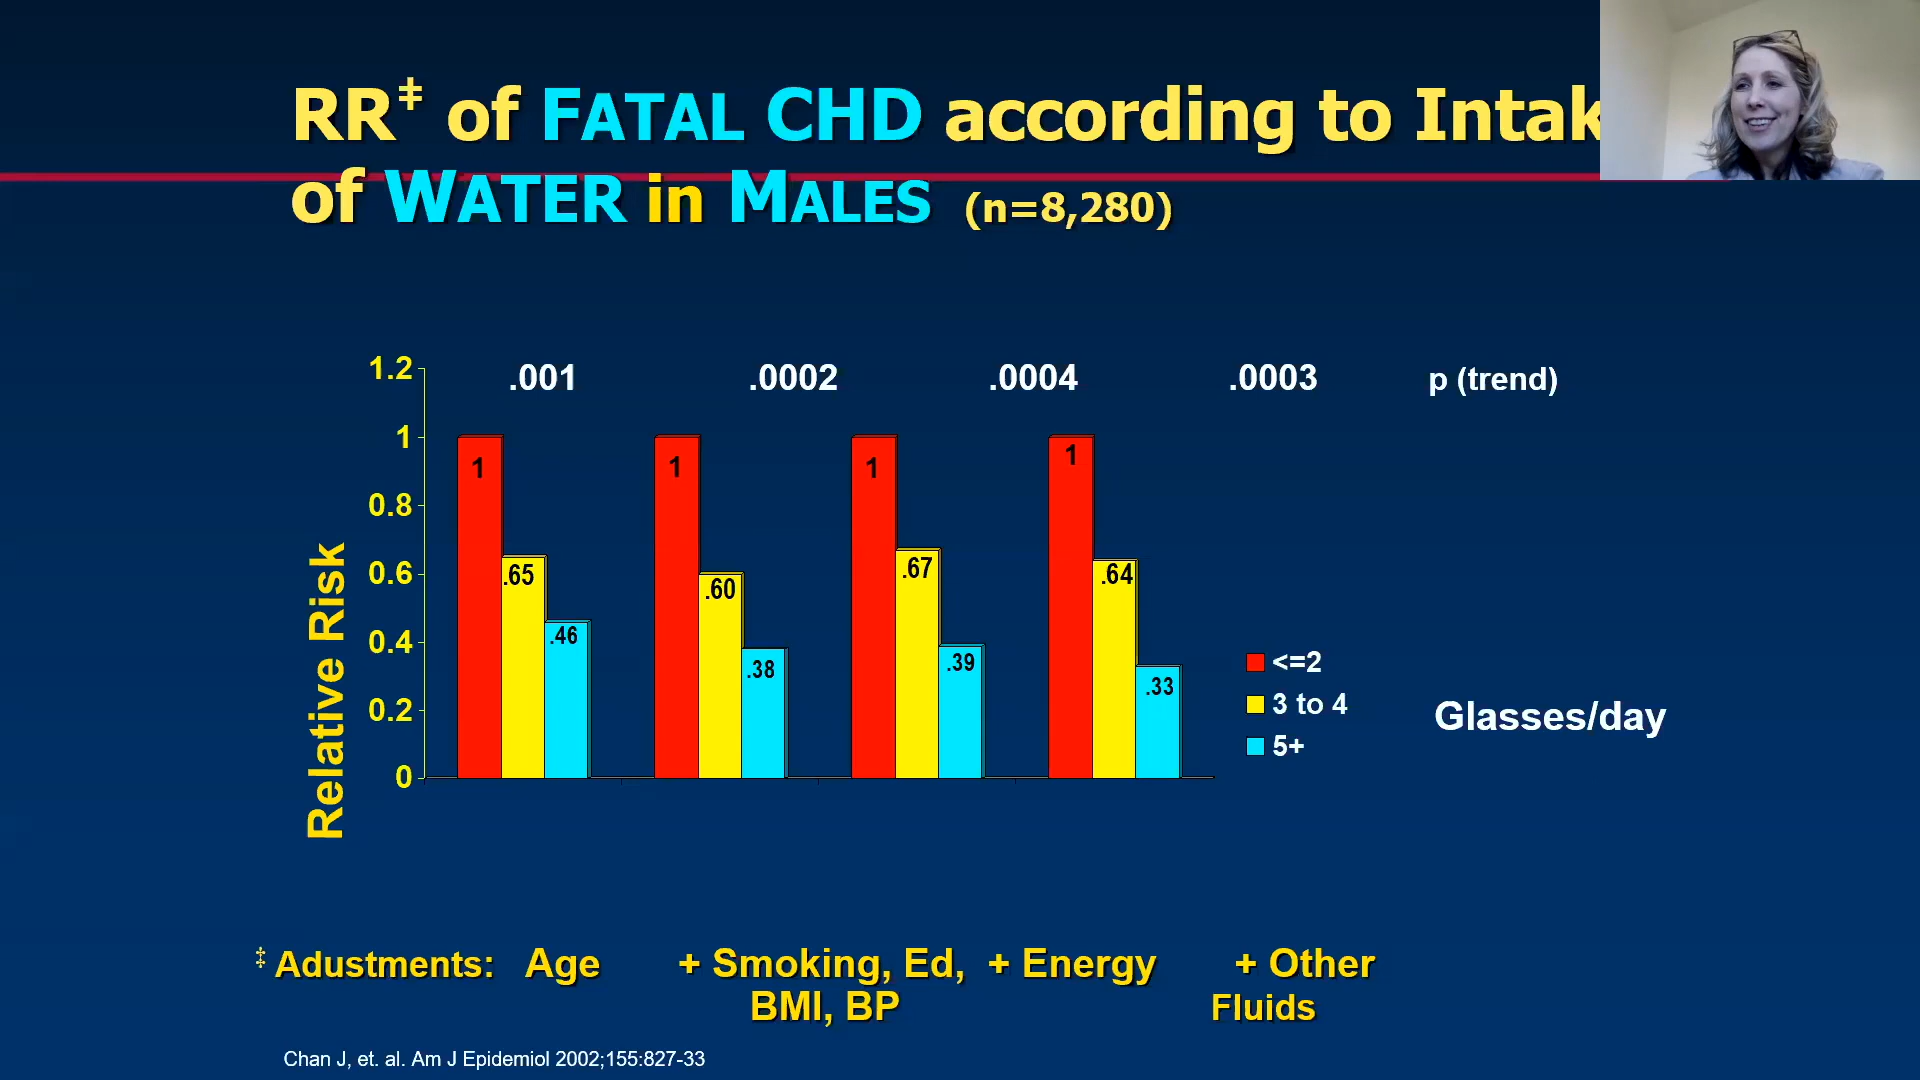 RR‡ of FATAL CHD according to Intak
of WATER in MALES (n=8,280)
1.2
1
0.8
0.6
0.4
0.2
0
Relative Risk
.001 .0002 .0004 .0003 p (trend)
1 .65 .46
1 .60 .38
1 .67 .39
1 .64 .33
<=2
3 to 4
5+
Glasses/day
‡ Adustments: Age + Smoking, Ed, + Energy + Other
BMI, BP Fluids
Chan J, et. al. Am J Epidemiol 2002;155:827-33